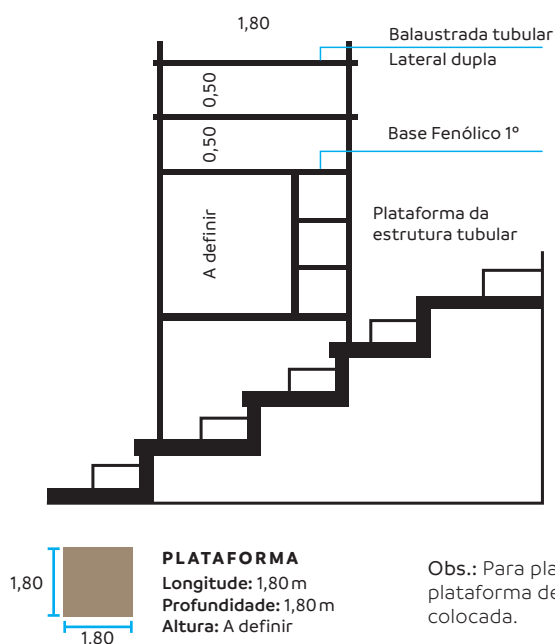 1,80
Balaustrada tubular
Lateral dupla
0,50
0,50
Base Fenólico 1º
Plataforma da
estrutura tubular
A definir
1,80
1,80
PLATAFORMA
Longitude: 1,80 m
Profundidade: 1,80 m
Altura: A definir
Obs.: Para pla
plataforma de
colocada.